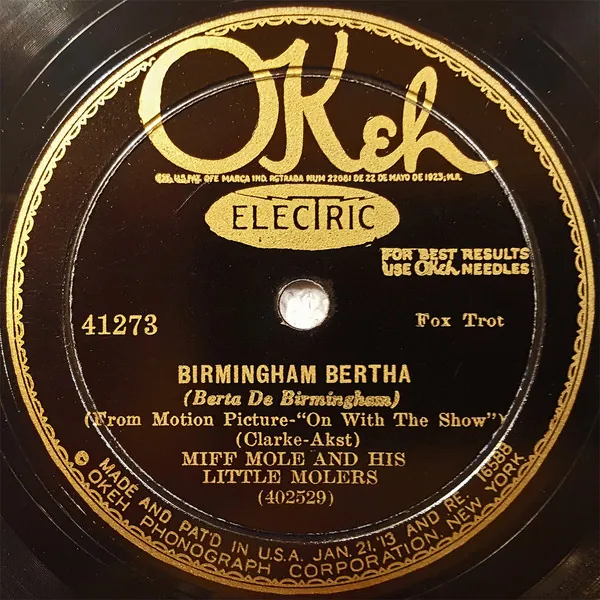 OKeh
REG. U.S. PAT. OFF. MARCA IND. RGTRADA NUM 22681 DE 22 DE MAYO DE 1923; M.R.
ELECTRIC
FOR BEST RESULTS
USE OKeh NEEDLES
41273
Fox Trot
BIRMINGHAM BERTHA
(Berta De Birmingham)
(From Motion Picture-“On With The Show”)
(Clarke-Akst)
MIFF MOLE AND HIS
LITTLE MOLERS
(402529)
MADE AND PAT'D IN U.S.A. JAN. 21,'13 AND RE. 16588
OKEH PHONOGRAPH CORPORATION, NEW YORK